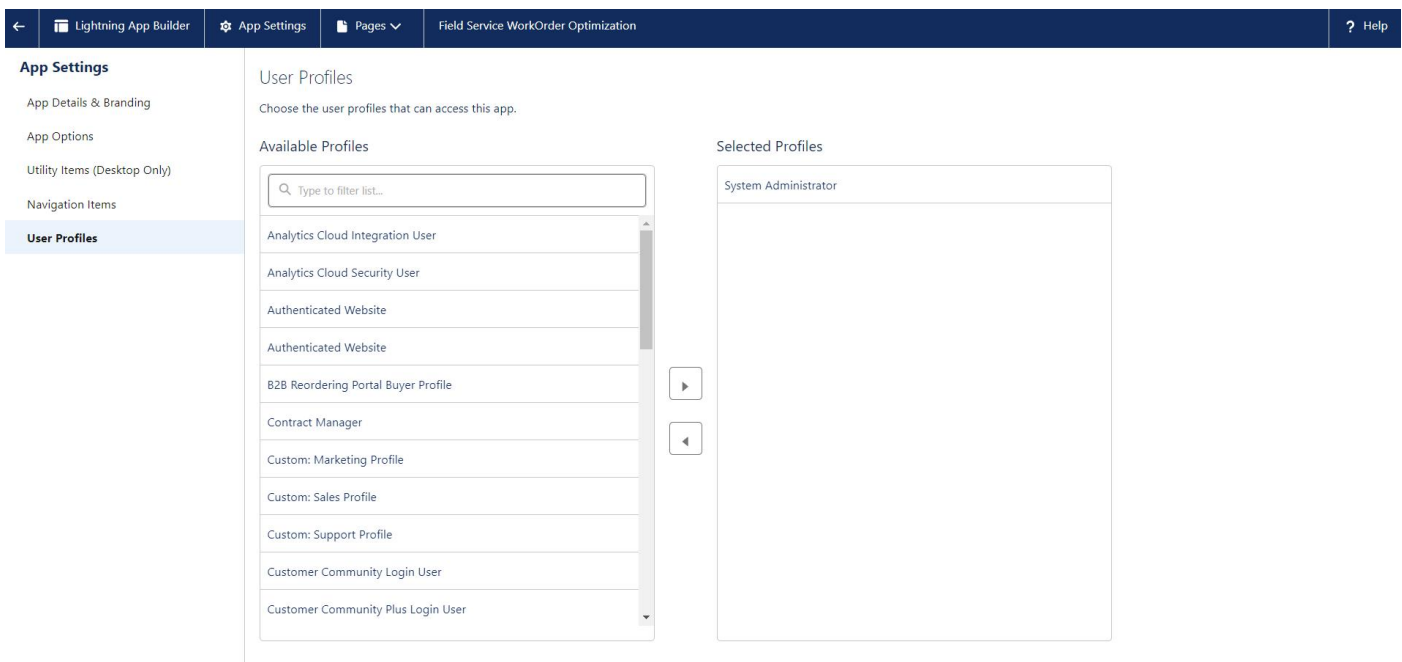 Lightning App Builder
App Settings
Pages
Field Service WorkOrder Optimization
? Help
App Settings
App Details & Branding
App Options
Utility Items (Desktop Only)
Navigation Items
User Profiles
User Profiles
Choose the user profiles that can access this app.
Available Profiles
Type to filter list...
Analytics Cloud Integration User
Analytics Cloud Security User
Authenticated Website
Authenticated Website
B2B Reordering Portal Buyer Profile
Contract Manager
Custom: Marketing Profile
Custom: Sales Profile
Custom: Support Profile
Customer Community Login User
Customer Community Plus Login User
Selected Profiles
System Administrator